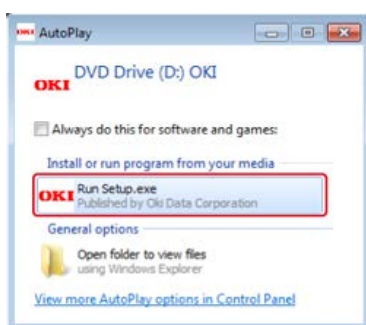 OKI AutoPlay
DVD Drive (D:) OKI
OKI
Always do this for software and games:
Install or run program from your media
OKI Run Setup.exe
Published by Oki Data Corporation
General options
Open folder to view files
using Windows Explorer
View more AutoPlay options in Control Panel